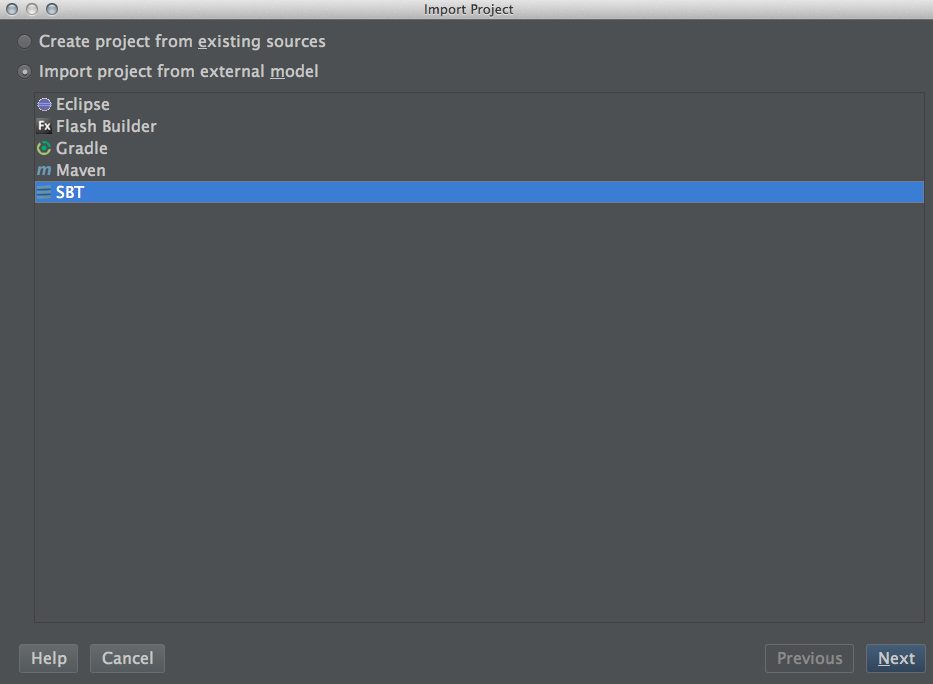 Import Project
Create project from existing sources
Import project from external model
Eclipse
Fx Flash Builder
Gradle
m Maven
SBT
Help Cancel Previous Next